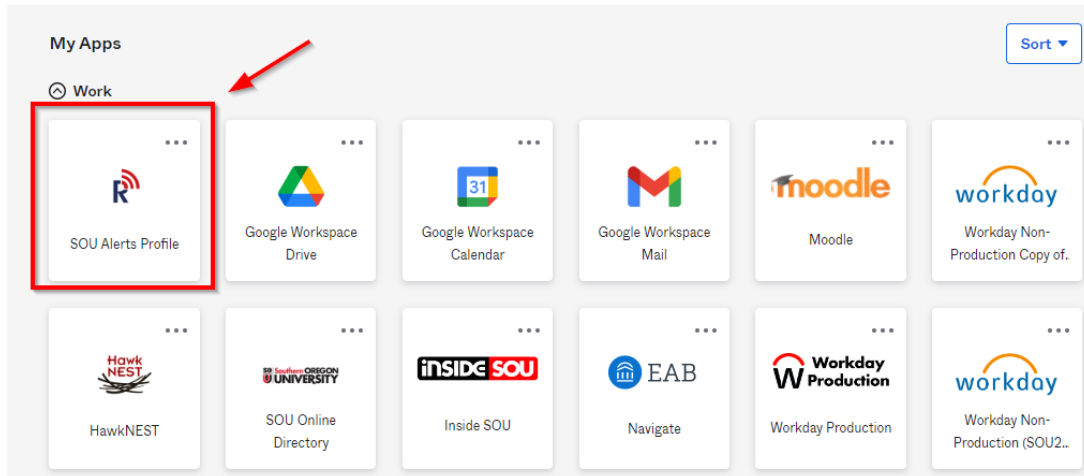 My Apps
Sort
Work
R
SOU Alerts Profile
Google Workspace
Drive
31
Google Workspace
Calendar
Google Workspace
Mail
moodle
Moodle
workday
Workday Non-
Production Copy of..
Hawk
NEST
HawkNEST
SO
U
Southern OREGON
UNIVERSITY
SOU Online
Directory
INSIDE SOU
Inside SOU
EAB
Navigate
W
Workday
Production
Workday Production
workday
Workday Non-
Production (SOU2...